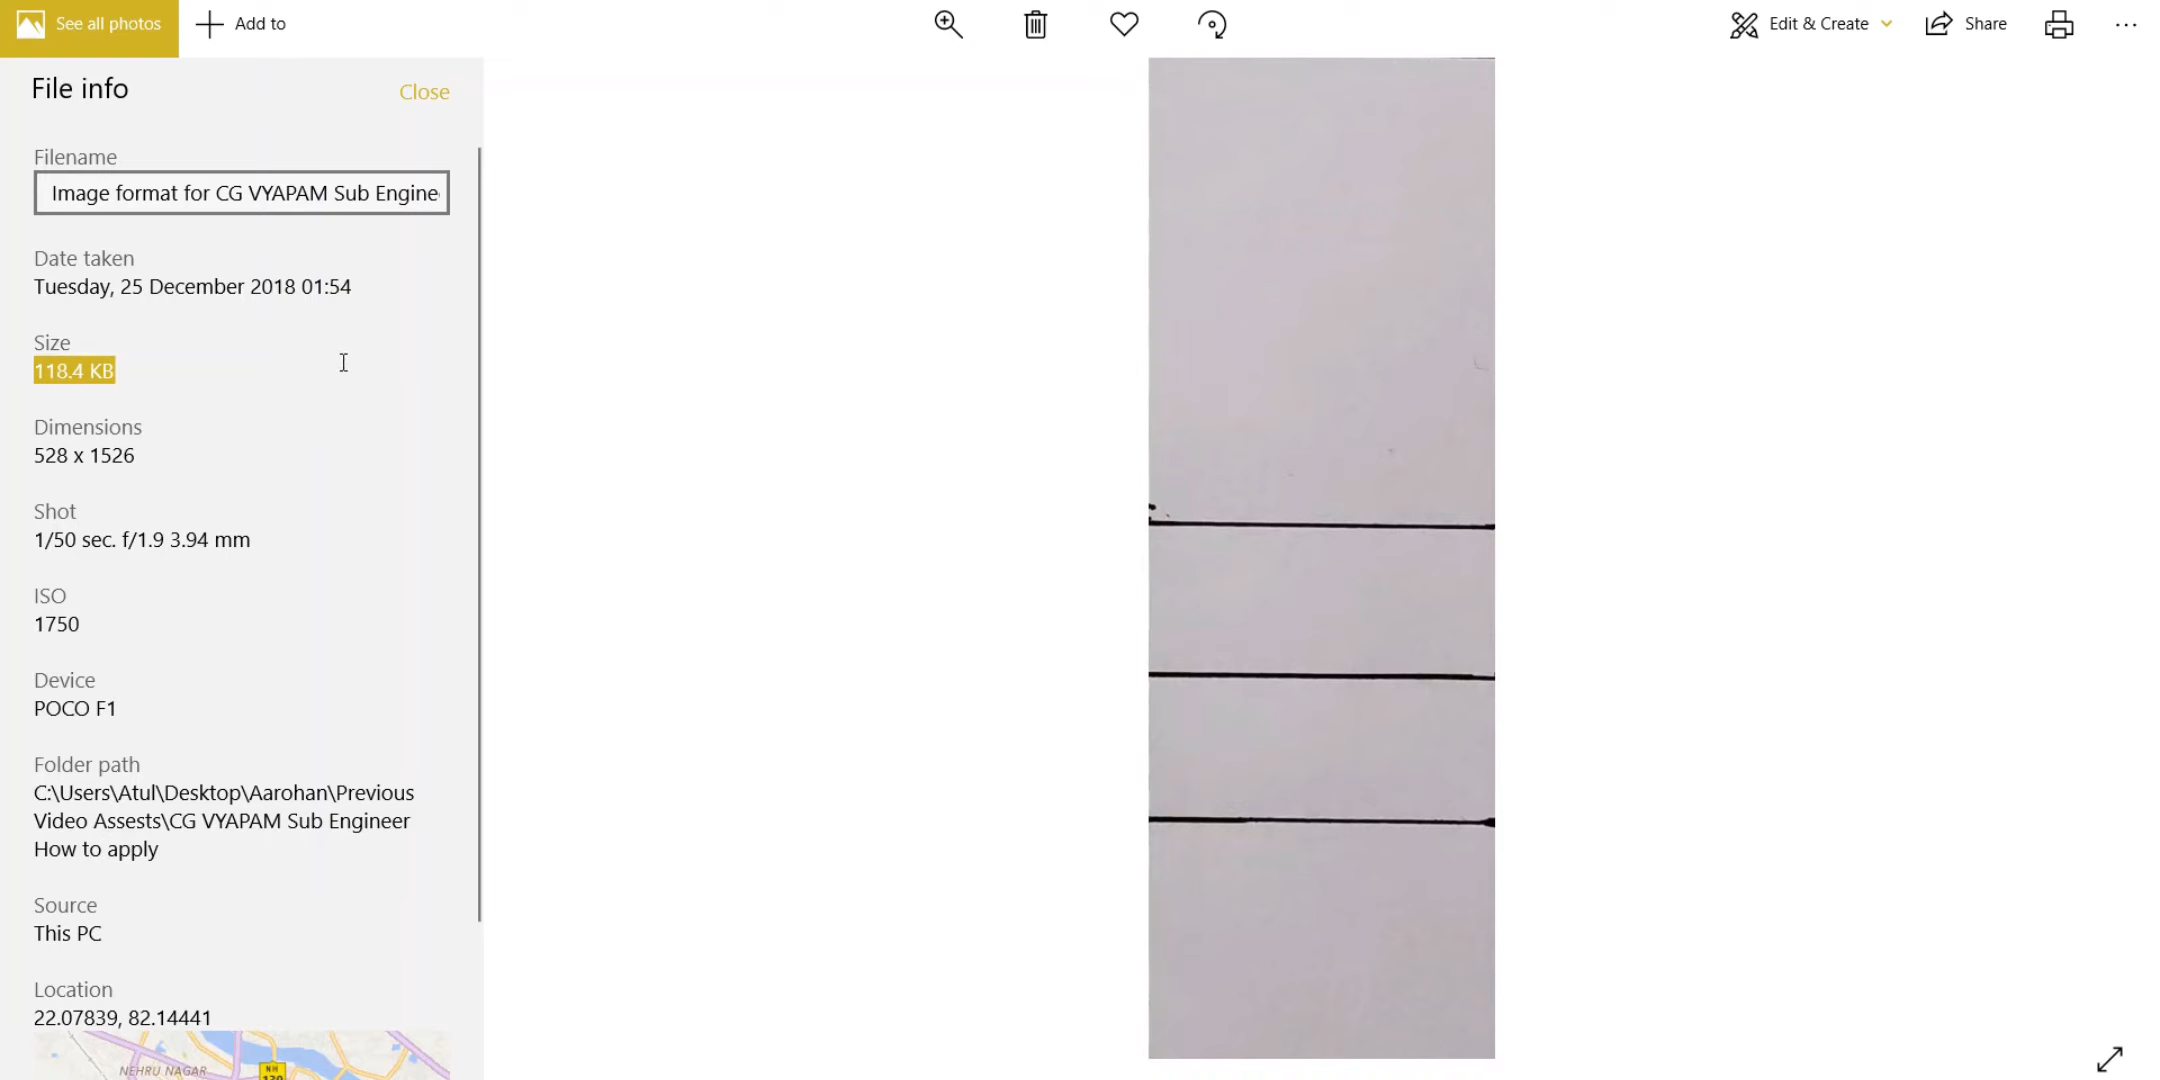 See all photos
Add to
Edit & Create
Share
File info
Close
Filename
Image format for CG VYAPAM Sub Engine
Date taken
Tuesday, 25 December 2018 01:54
Size
118.4 KB
Dimensions
528 x 1526
Shot
1/50 sec. f/1.9 3.94 mm
ISO
1750
Device
POCO F1
Folder path
C:\Users\Atul\Desktop\Aarohan\Previous
Video Assests\CG VYAPAM Sub Engineer
How to apply
Source
This PC
Location
22.07839, 82.14441
NEHRU NAGAR
NH